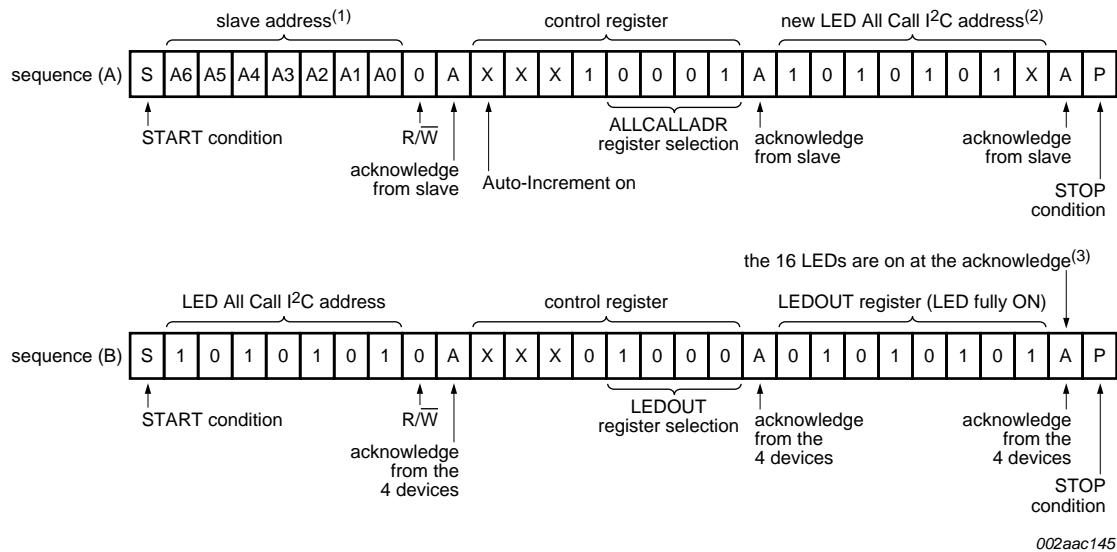 slave address(1) control register new LED All Call I2C address(2)
sequence (A) S A6 A5 A4 A3 A2 A1 A0 0 A X X X 1 0 0 0 1 A 1 0 1 0 1 0 1 X A P
START condition R/W Auto-Increment on
acknowledge
from slave
ALLCALLADR
register selection
acknowledge
from slave
acknowledge
from slave
STOP
condition
the 16 LEDs are on at the acknowledge(3)
LED All Call I2C address control register LEDOUT register (LED fully ON)
sequence (B) S 1 0 1 0 1 0 1 0 A X X X 0 1 0 0 0 A 0 1 0 1 0 1 0 1 A P
START condition R/W
acknowledge
from the
4 devices
LEDOUT
register selection
acknowledge
from the
4 devices
acknowledge
from the
4 devices
STOP
condition
002aac145